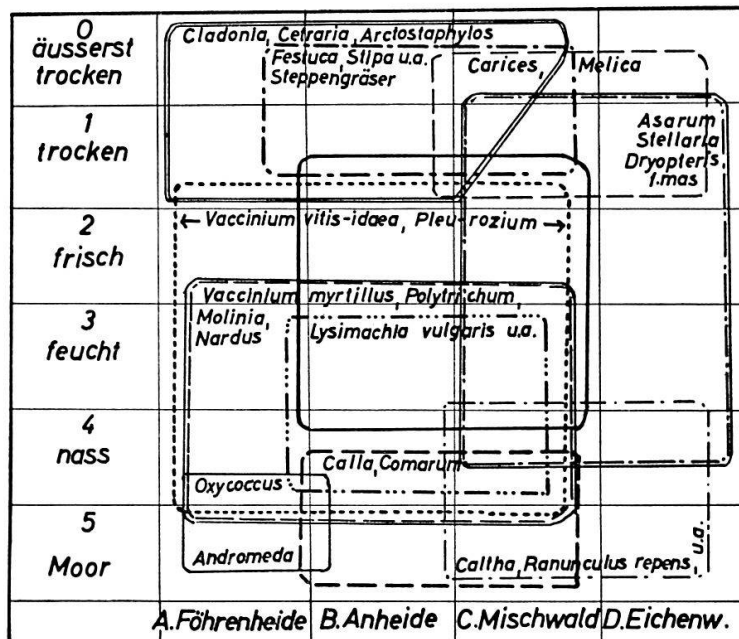 0
äusserst
trocken
Cladonia, Cetraria, Arctostaphylos
Festuca, Stipa u.a.
Steppengräser
Carices, Melica
1
trocken
Asarum
Stellaria
Dryopteris
f.mas
2
frisch
←Vaccinium vitis-idaea, Pleu-rozium→
3
feucht
Vaccinium myrtillus, Polytrichum,
Molinia,
Nardus
Lysimachia vulgaris u.a.
4
nass
Calla, Comarum
Oxycoccus
5
Moor
Andromeda
Caltha, Ranunculus repens, u.a.
A.Föhrenheide B.Anheide C.Mischwald D.Eichenw.